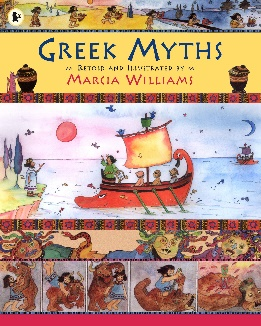 GREEK MYTHS
RETOLD AND ILLUSTRATED BY
MARCIA WILLIAMS